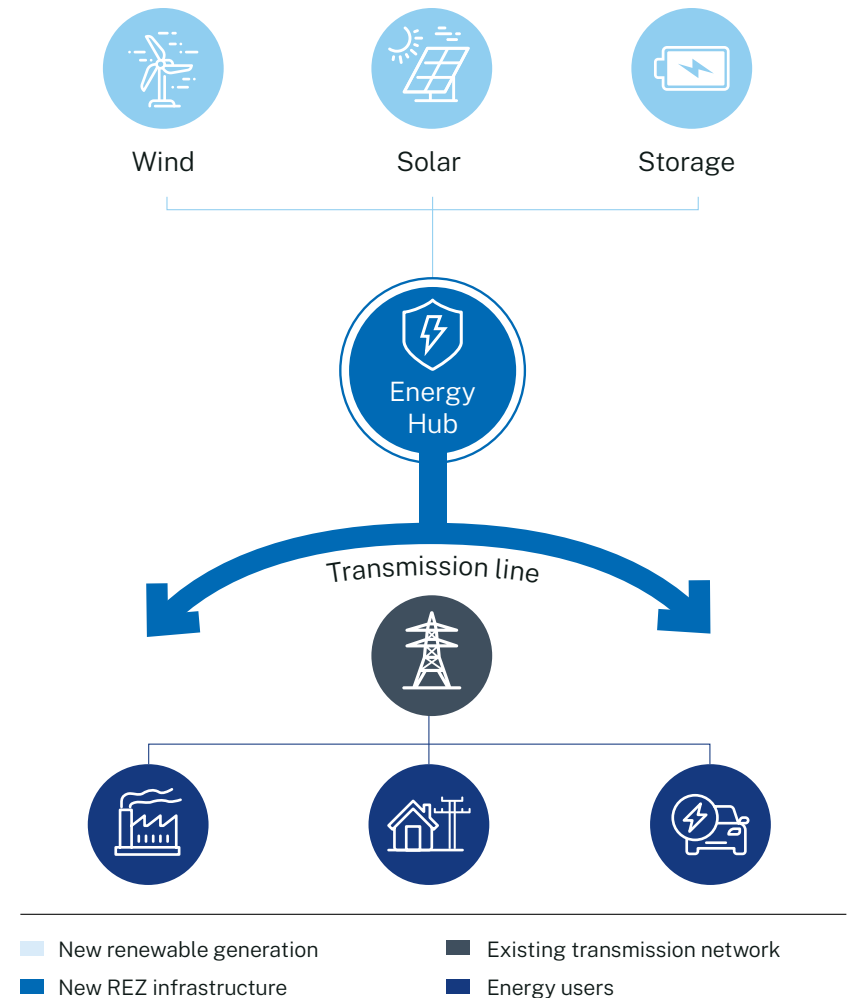 Wind
Solar
Storage
Energy
Hub
Transmission line
New renewable generation
Existing transmission network
New REZ infrastructure
Energy users